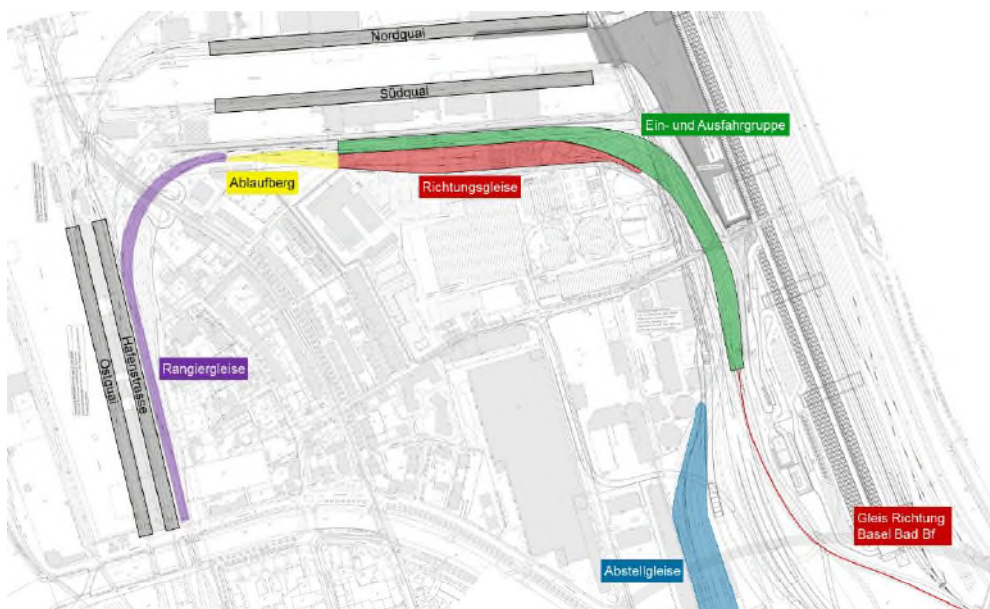 Nordquai
Südquai
Ein- und Ausfahrgruppe
Ablaufberg
Richtungsgleise
Rangiergleise
Hafenstrasse
Ostquai
Gleis Richtung
Basel Bad Bf
Abstellgleise